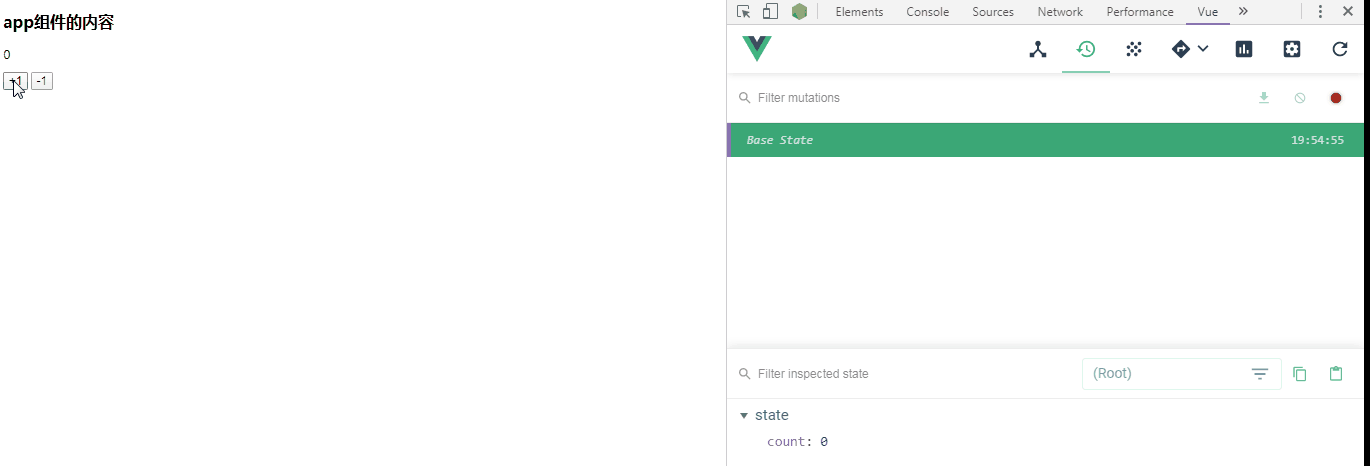 app组件的内容
0
+1 -1
Elements Console Sources Network Performance Vue »
Filter mutations
Base State 19:54:55
Filter inspected state (Root)
state
count: 0